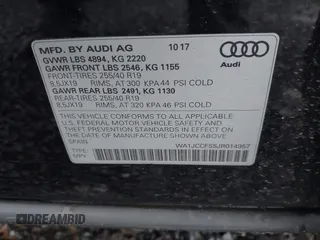 MFD. BY AUDI AG 10 17
GVWR LBS 4894, KG 2220
GAWR FRONT LBS 2546, KG 1155
FRONT-TIRES 255/40 R19
8.5JX19 RIMS, AT 300 KPA 44 PSI COLD
GAWR REAR LBS 2491, KG 1130
REAR-TIRES 255/40 R19
8.5JX19 RIMS, AT 320 KPA 46 PSI COLD
Audi
THIS VEHICLE CONFORMS TO ALL APPLICABLE
FEDERAL MOTOR VEHICLE SAFETY, BUMPER, AND THEFT
PREVENTION STANDARDS IN EFFECT ON THE DATE OF
MANUFACTURE SHOWN ABOVE.
TYPE: MPV
DREAMBID